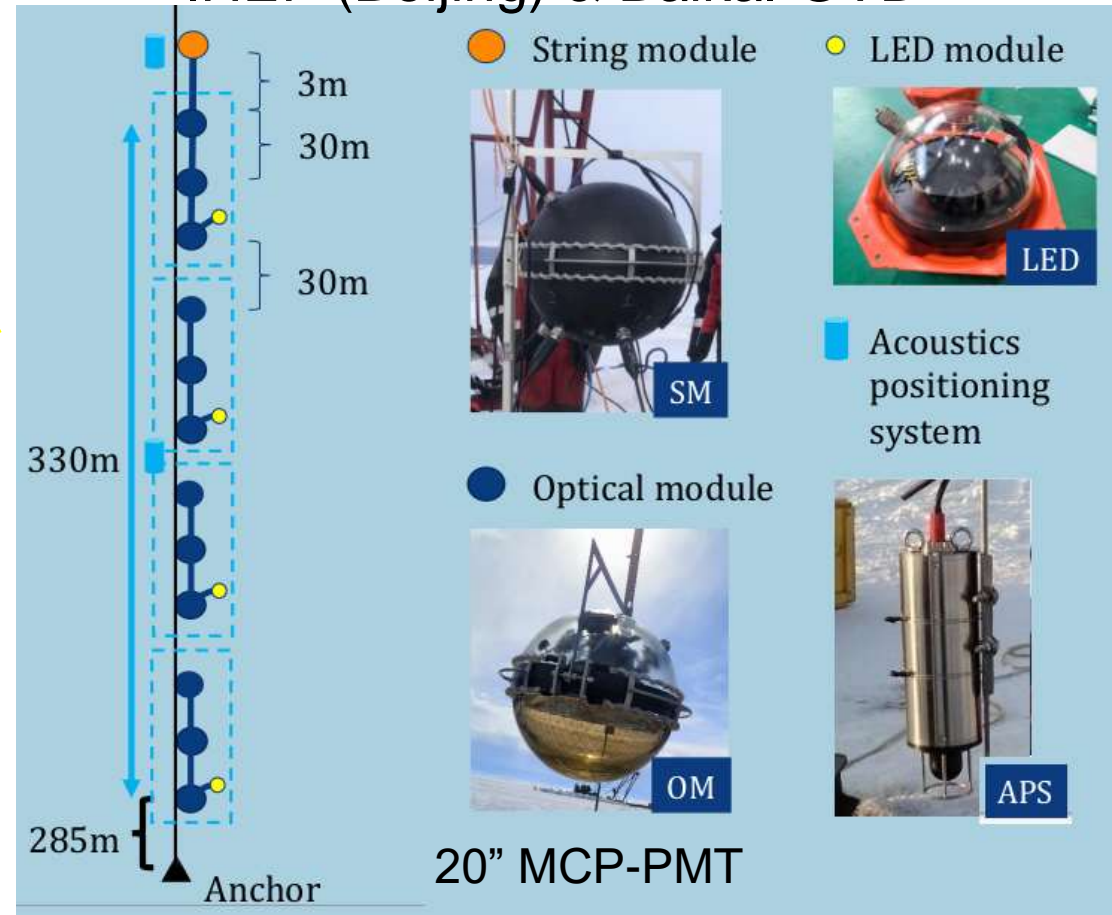 String module
LED module
3m
30m
30m
330m
285m
Anchor
SM
LED
Acoustics
positioning
system
Optical module
OM
APS
20” MCP-PMT